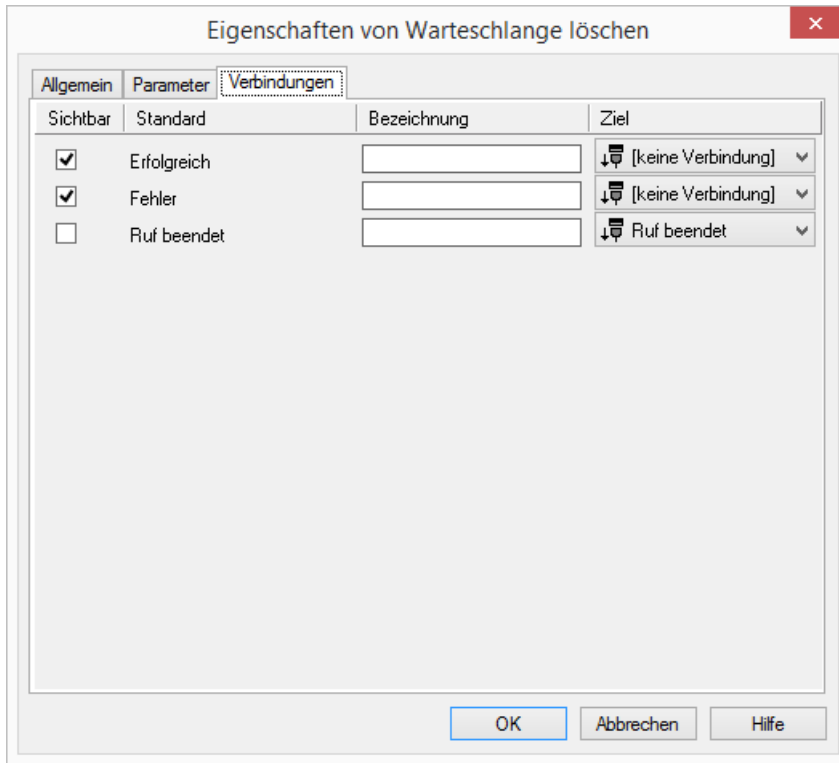 Eigenschaften von Warteschlange löschen
Allgemein Parameter Verbindungen
Sichtbar Standard Bezeichnung Ziel
Erfolgreich [keine Verbindung]
Fehler [keine Verbindung]
Ruf beendet Ruf beendet
OK Abbrechen Hilfe